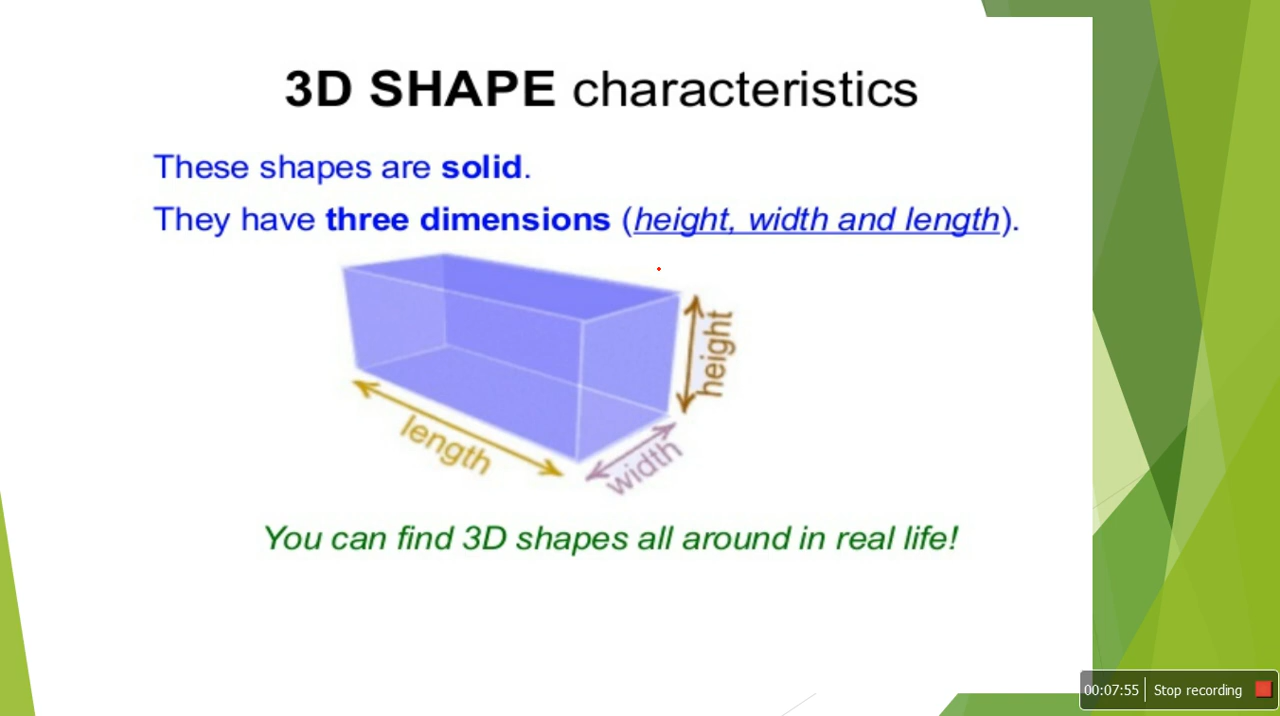 3D SHAPE characteristics
These shapes are solid.
They have three dimensions (height, width and length).
height
length
width
You can find 3D shapes all around in real life!
00:07:55 Stop recording